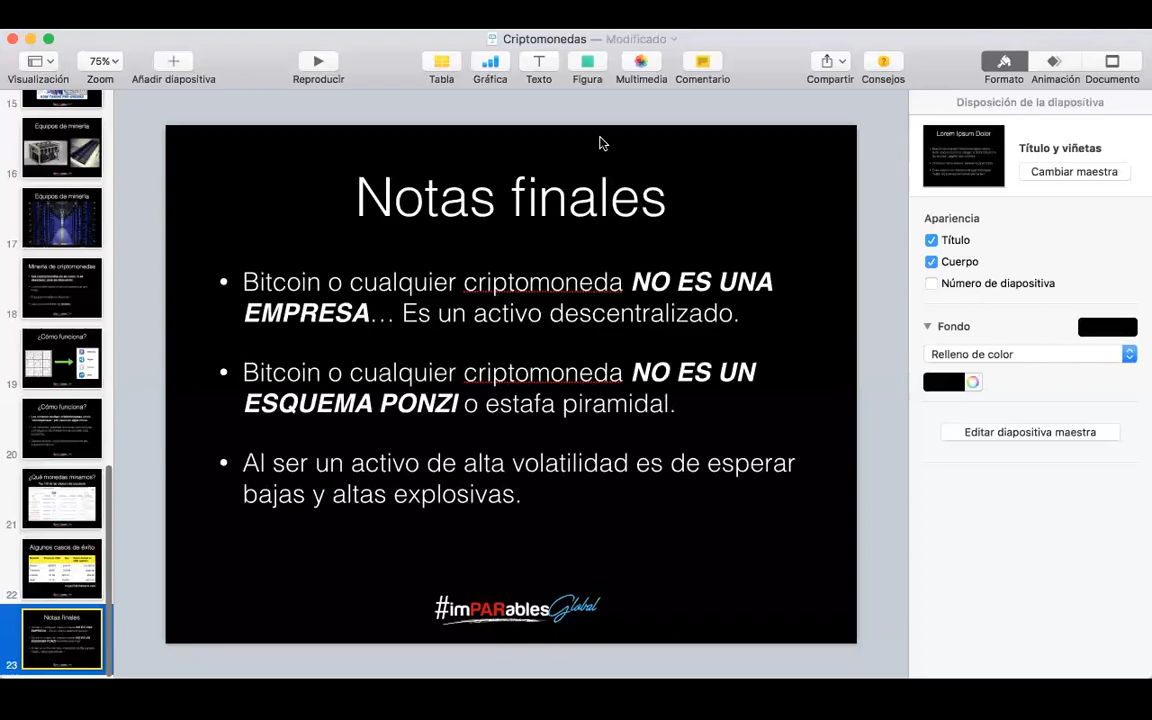 Criptomonedas — Modificado
75%
Visualización Zoom Añadir diapositiva Reproducir Tabla Gráfica Texto Figura Multimedia Comentario Compartir Consejos Formato Animación Documento
15
Equipos de minería
16
Equipos de minería
17
Minería de criptomonedas
18
¿Cómo funciona?
19
¿Cómo funciona?
20
¿Qué monedas minamos?
21
Algunos casos de éxito
22
Notas finales
23
Notas finales
• Bitcoin o cualquier criptomoneda NO ES UNA
EMPRESA… Es un activo descentralizado.
• Bitcoin o cualquier criptomoneda NO ES UN
ESQUEMA PONZI o estafa piramidal.
• Al ser un activo de alta volatilidad es de esperar
bajas y altas explosivas.
#imPARablesGlobal
Disposición de la diapositiva
Lorem Ipsum Dolor
Título y viñetas
Cambiar maestra
Apariencia
Título
Cuerpo
Número de diapositiva
Fondo
Relleno de color
Editar diapositiva maestra